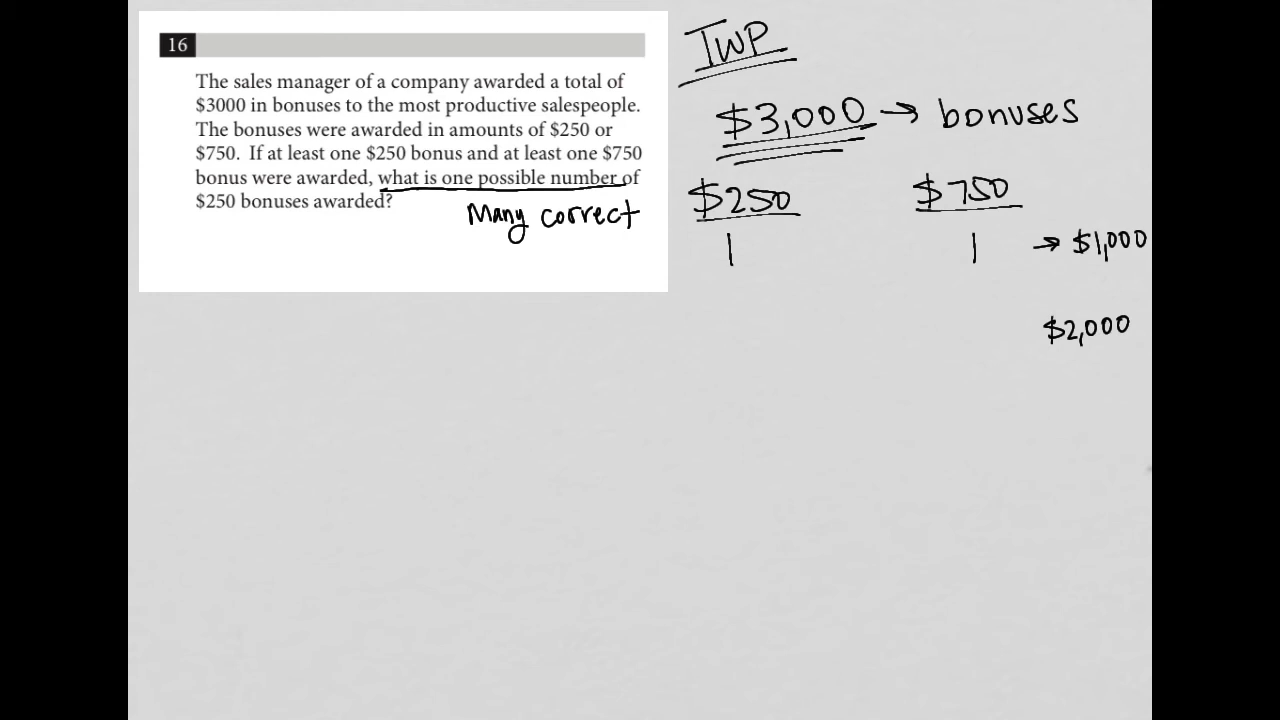 16
The sales manager of a company awarded a total of
$3000 in bonuses to the most productive salespeople.
The bonuses were awarded in amounts of $250 or
$750. If at least one $250 bonus and at least one $750
bonus were awarded, what is one possible number of
$250 bonuses awarded?
Many correct
TWP
$3,000 → bonuses
$250 $750
1 1 → $1,000
$2,000